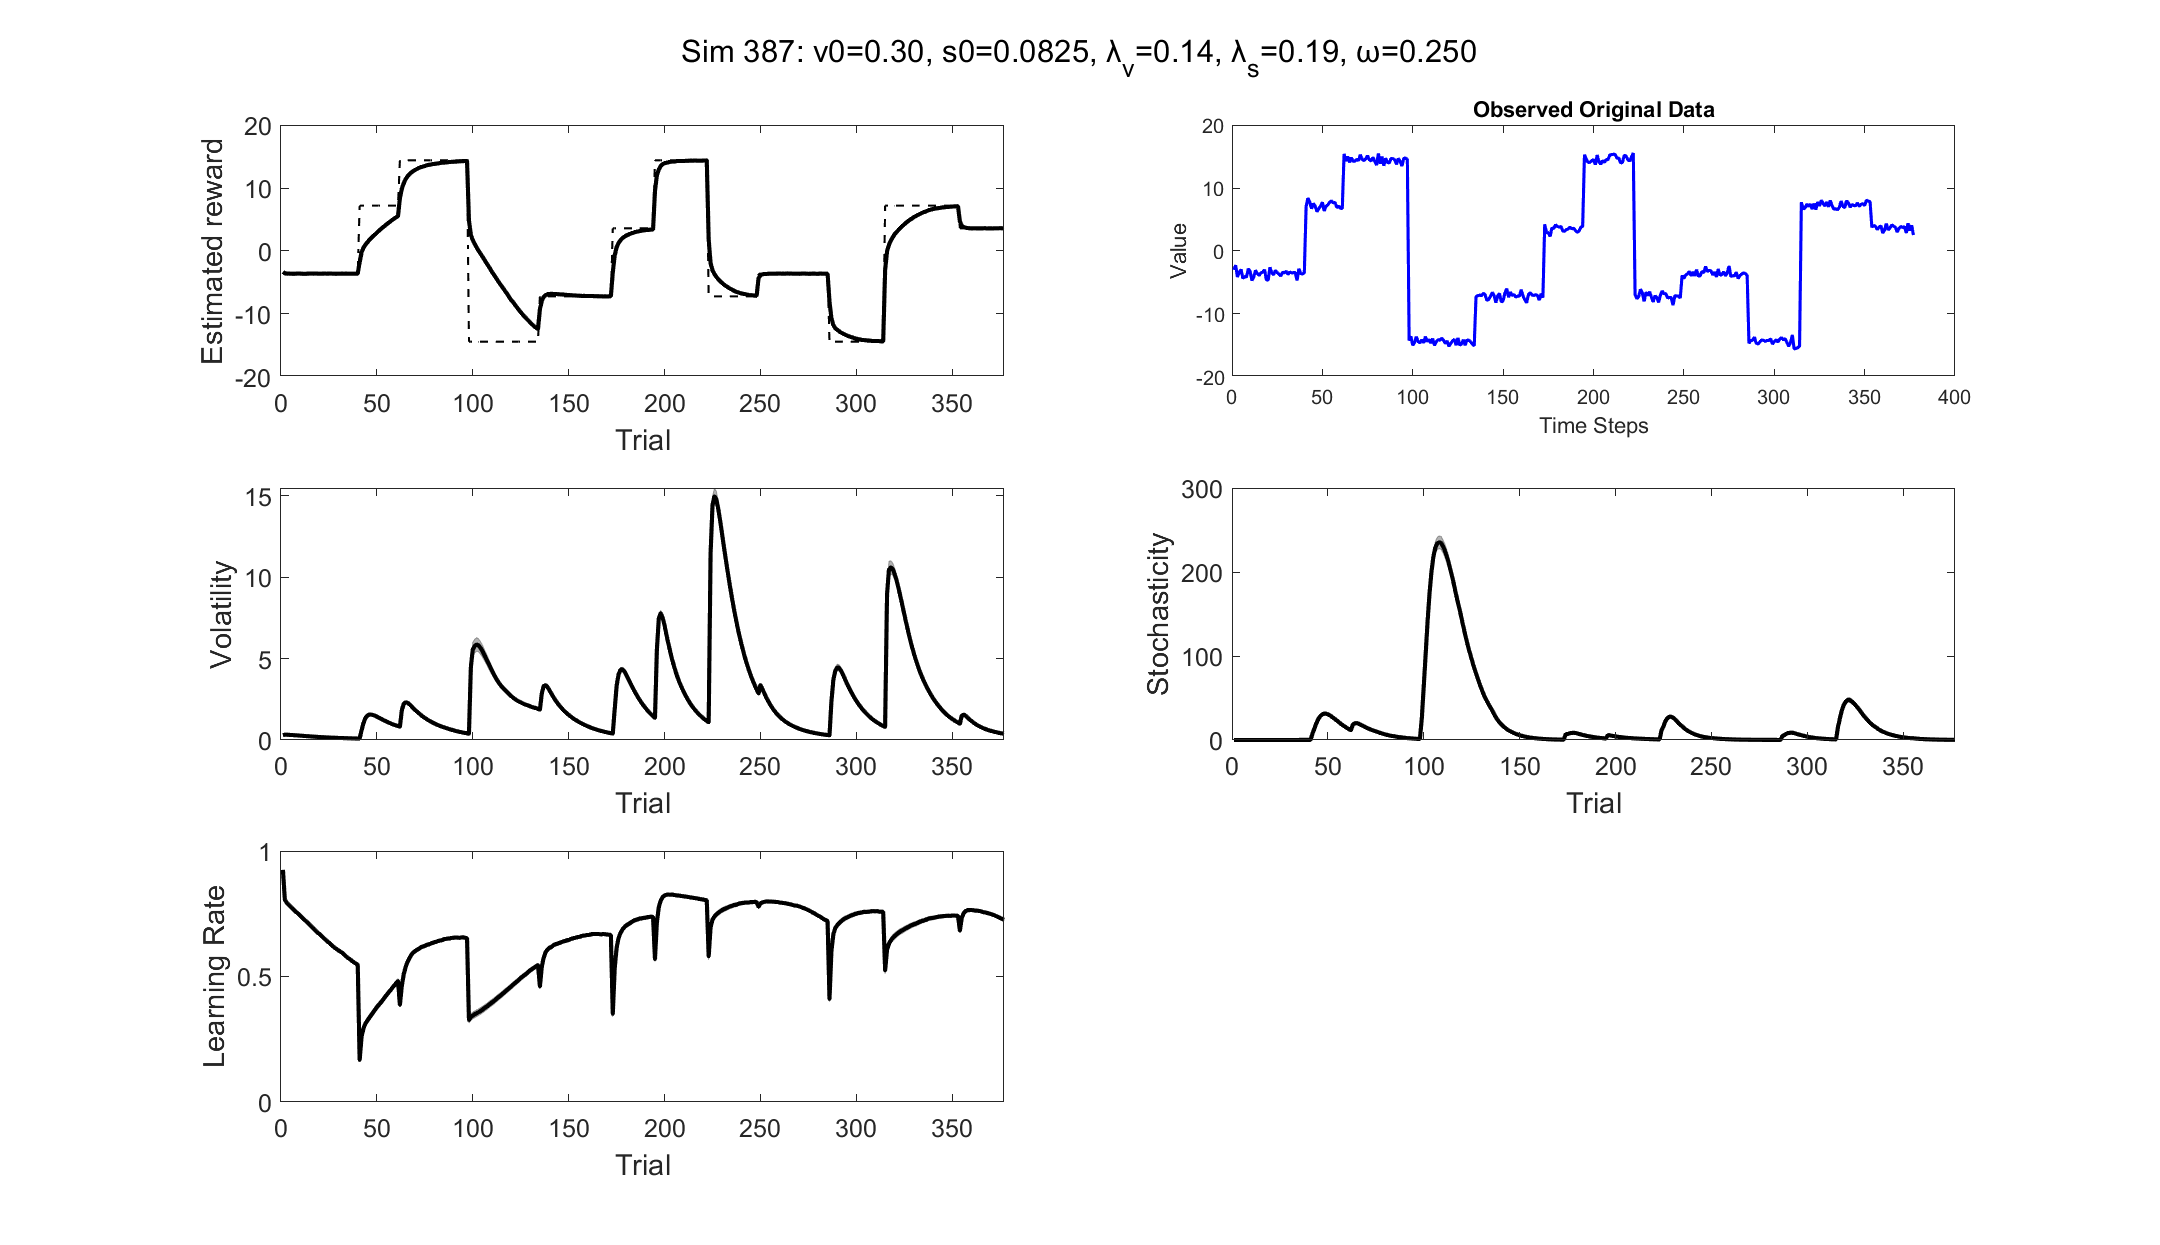 Sim 387: v0=0.30, s0=0.0825, λv=0.14, λs=0.19, ω=0.250
20
10
0
-10
-20
0 50 100 150 200 250 300 350
Estimated reward
Trial
Observed Original Data
20
10
0
-10
-20
0 50 100 150 200 250 300 350 400
Value
Time Steps
15
10
5
0
0 50 100 150 200 250 300 350
Volatility
Trial
300
200
100
0
0 50 100 150 200 250 300 350
Stochasticity
Trial
1
0.5
0
0 50 100 150 200 250 300 350
Learning Rate
Trial